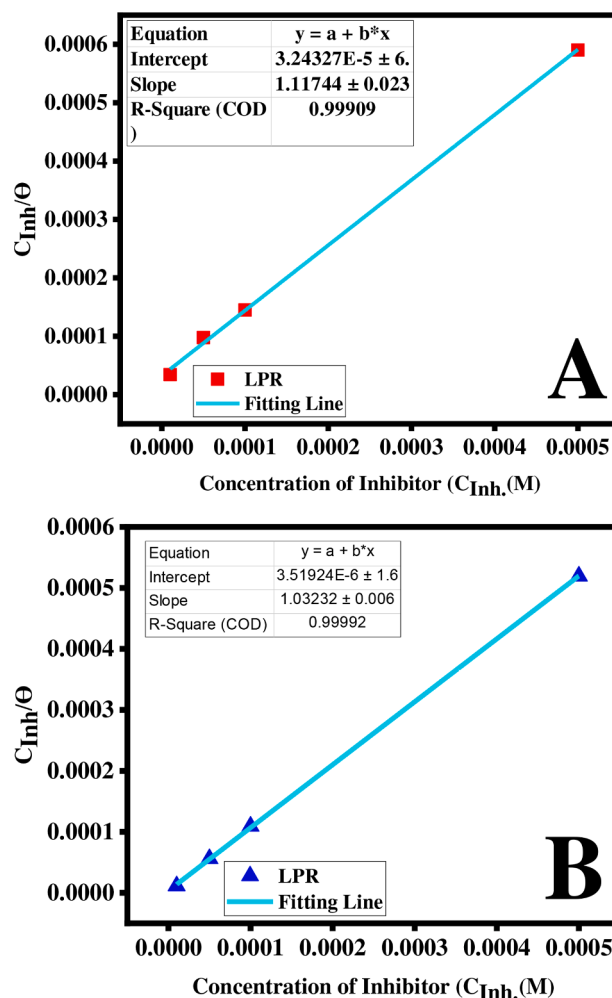 0.0006
0.0005
0.0004
0.0003
0.0002
0.0001
0.0000
C_Inh/Θ
Equation y = a + b*x
Intercept 3.24327E-5 ± 6.
Slope 1.11744 ± 0.023
R-Square (COD 0.99909
)
LPR
Fitting Line
A
0.0000 0.0001 0.0002 0.0003 0.0004 0.0005
Concentration of Inhibitor (C_Inh.(M)
0.0006
0.0005
0.0004
0.0003
0.0002
0.0001
0.0000
C_Inh/Θ
Equation y = a + b*x
Intercept 3.51924E-6 ± 1.6
Slope 1.03232 ± 0.006
R-Square (COD) 0.99992
LPR
Fitting Line
B
0.0000 0.0001 0.0002 0.0003 0.0004 0.0005
Concentration of Inhibitor (C_Inh.(M)